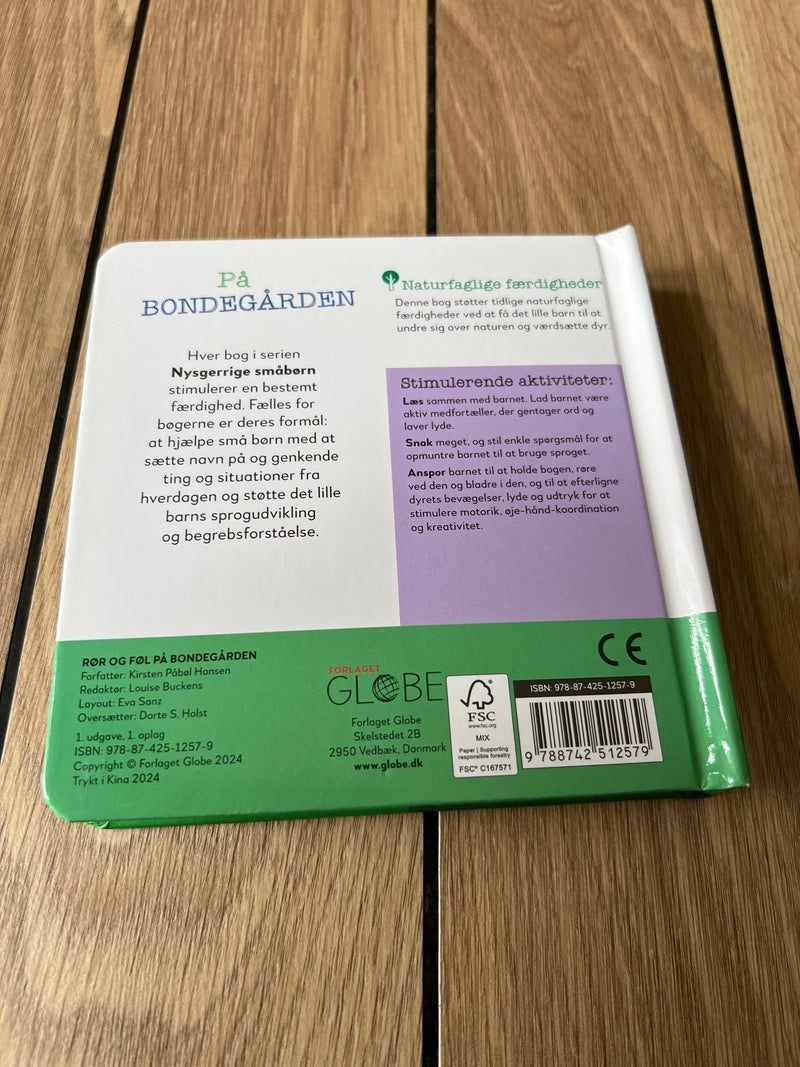 På
BONDEGÅRDEN
Hver bog i serien
Nysgerrige småbørn
stimulerer en bestemt
færdighed. Fælles for
bøgerne er deres formål:
at hjælpe små børn med at
sætte navn på og genkende
ting og situationer fra
hverdagen og støtte det lille
barns sprogudvikling
og begrebsforståelse.
Naturfaglige færdigheder
Denne bog støtter tidlige naturfaglige
færdigheder ved at få det lille barn til at
undre sig over naturen og værdsætte dyr.
Stimulerende aktiviteter:
Læs sammen med barnet. Lad barnet være
aktiv medfortæller, der gentager ord og
laver lyde.
Snak meget, og stil enkle spørgsmål for at
opmuntre barnet til at bruge sproget.
Anspor barnet til at holde bogen, røre
ved den og bladre i den, og til at efterligne
dyrets bevægelser, lyde og udtryk for at
stimulere motorik, øje-hånd-koordination
og kreativitet.
RØR OG FØL PÅ BONDEGÅRDEN
Forfatter: Kirsten Påbøl Hansen
Redaktør: Louise Buckens
Layout: Eva Sanz
Oversætter: Dorte S. Holst
1. udgave, 1. oplag
ISBN: 978-87-425-1257-9
Copyright © Forlaget Globe 2024
Trykt i Kina 2024
FORLAGET
GLOBE
Forlaget Globe
Skelstedet 2B
2950 Vedbæk, Danmark
www.globe.dk
FSC
www.fsc.org
MIX
Paper | Supporting
responsible forestry
FSC® C167571
CE
ISBN: 978-87-425-1257-9
9 788742 512579